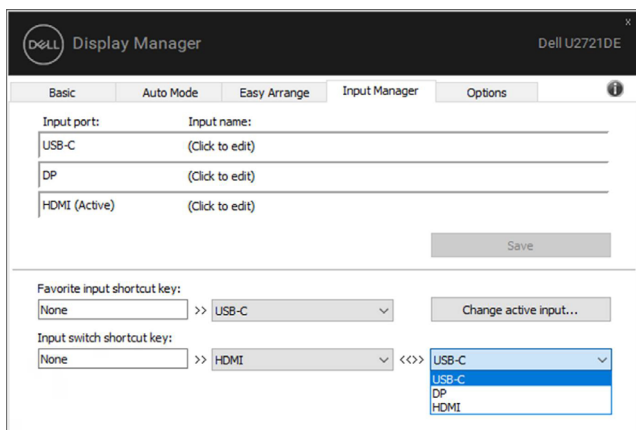 x
DELL Display Manager Dell U2721DE
Basic Auto Mode Easy Arrange Input Manager Options i
Input port: Input name:
USB-C (Click to edit)
DP (Click to edit)
HDMI (Active) (Click to edit)
Save
Favorite input shortcut key:
None >> USB-C Change active input...
Input switch shortcut key:
None >> HDMI <<>> USB-C
USB-C
DP
HDMI